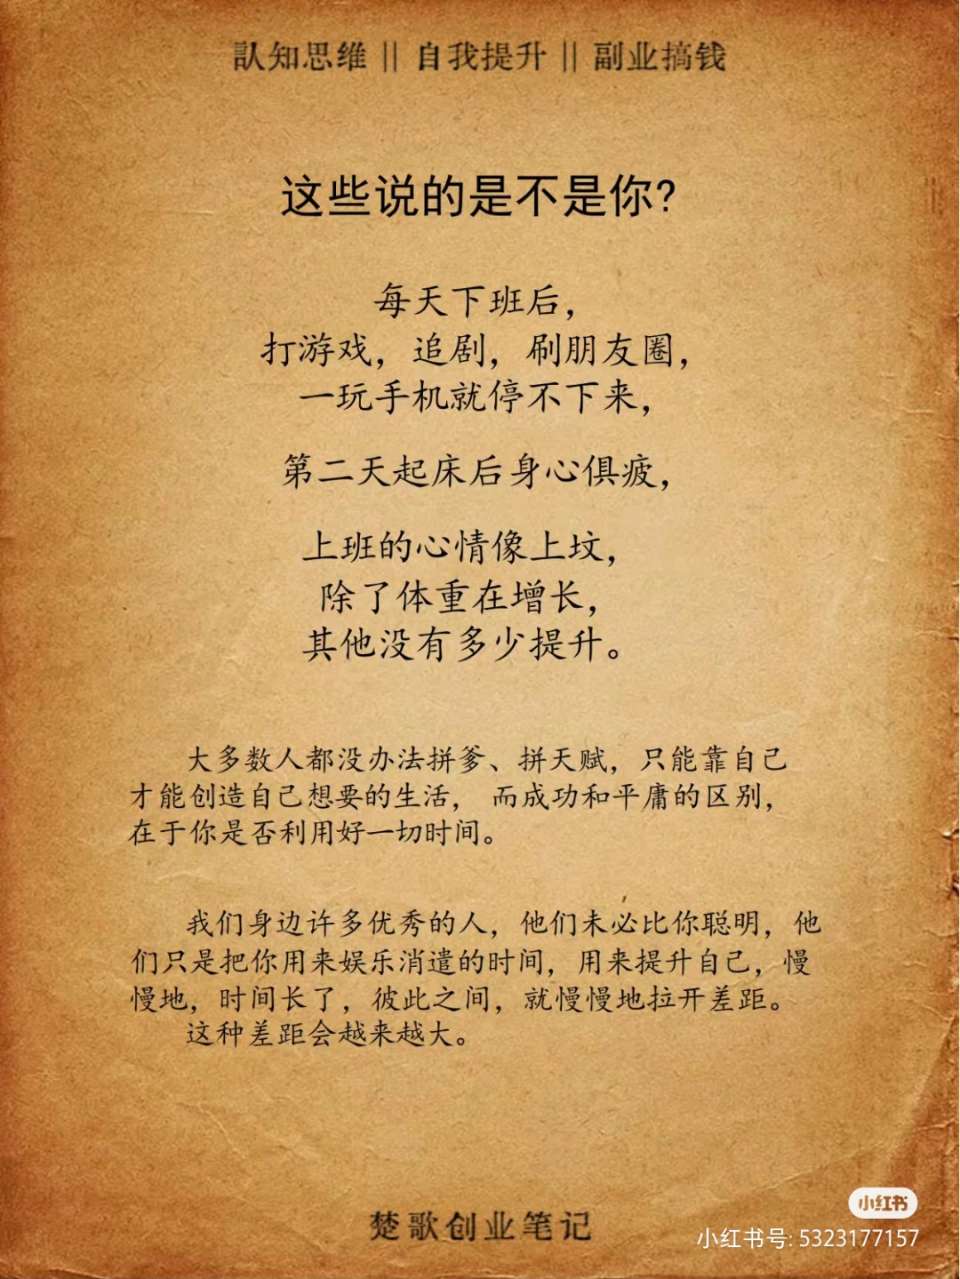 認知思维 || 自我提升 || 副业搞钱
这些说的是不是你?
每天下班后，
打游戏，追剧，刷朋友圈，
一玩手机就停不下来，
第二天起床后身心俱疲，
上班的心情像上坟，
除了体重在增长，
其他没有多少提升。
大多数人都没办法拼爹、拼天赋，只能靠自己
才能创造自己想要的生活， 而成功和平庸的区别，
在于你是否利用好一切时间。
我们身边许多优秀的人，他们未必比你聪明，他
们只是把你用来娱乐消遣的时间，用来提升自己，慢
慢地，时间长了，彼此之间，就慢慢地拉开差距。
这种差距会越来越大。
楚歌创业笔记
小红书
小红书号: 5323177157